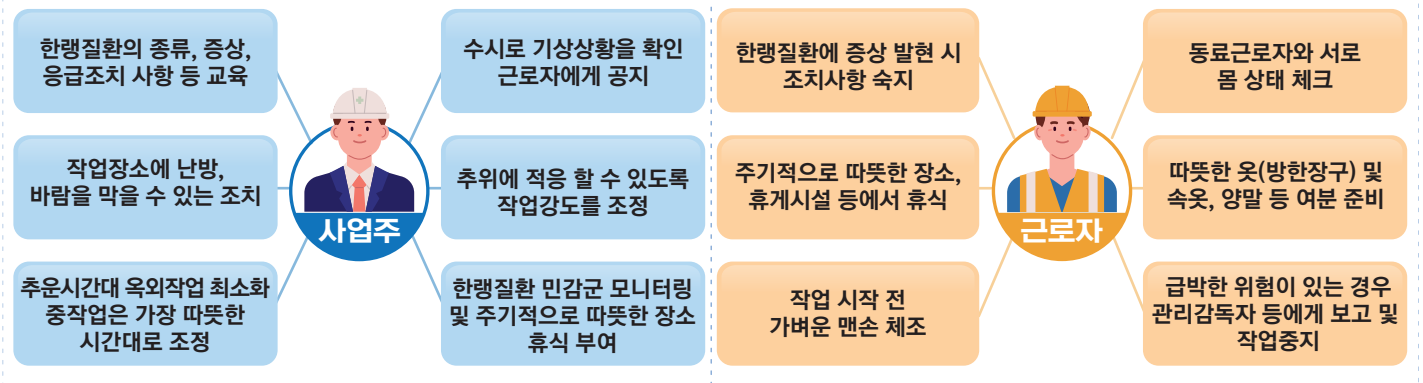 한랭질환의 종류, 증상,
응급조치 사항 등 교육
수시로 기상상황을 확인
근로자에게 공지
작업장소에 난방,
바람을 막을 수 있는 조치
추위에 적응 할 수 있도록
작업강도를 조정
추운시간대 옥외작업 최소화
중작업은 가장 따뜻한
시간대로 조정
한랭질환 민감군 모니터링
및 주기적으로 따뜻한 장소
휴식 부여
사업주
한랭질환에 증상 발현 시
조치사항 숙지
동료근로자와 서로
몸 상태 체크
주기적으로 따뜻한 장소,
휴게시설 등에서 휴식
따뜻한 옷(방한장구) 및
속옷, 양말 등 여분 준비
작업 시작 전
가벼운 맨손 체조
급박한 위험이 있는 경우
관리감독자 등에게 보고 및
작업중지
근로자